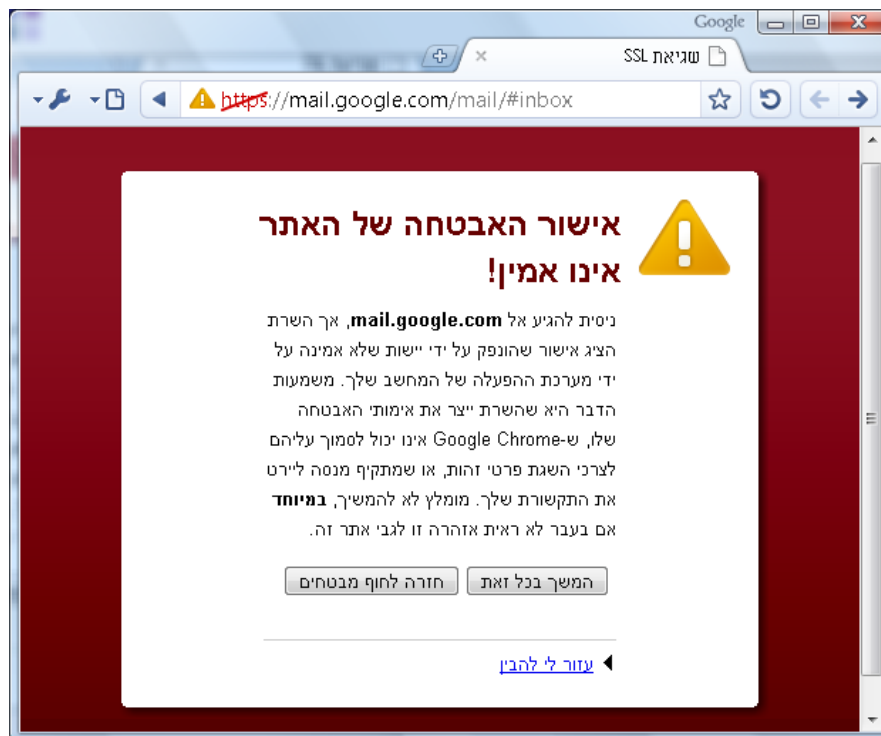 Google
שגיאת SSL
https://mail.google.com/mail/#inbox
אישור האבטחה של האתר
אינו אמין!
ניסית להגיע אל mail.google.com, אך השרת
הציג אישור שהונפק על ידי יישות שלא אמינה על
ידי מערכת ההפעלה של המחשב שלך. משמעות
הדבר היא שהשרת ייצר את אימותי האבטחה
שלו, ש-Google Chrome אינו יכול לסמוך עליהם
לצרכי השגת פרטי זהות, או שמתקיף מנסה ליירט
את התקשורת שלך. מומלץ לא להמשיך, במיוחד
אם בעבר לא ראית אזהרה זו לגבי אתר זה.
המשך בכל זאת
חזרה לחוף מבטחים
עזור לי להבין